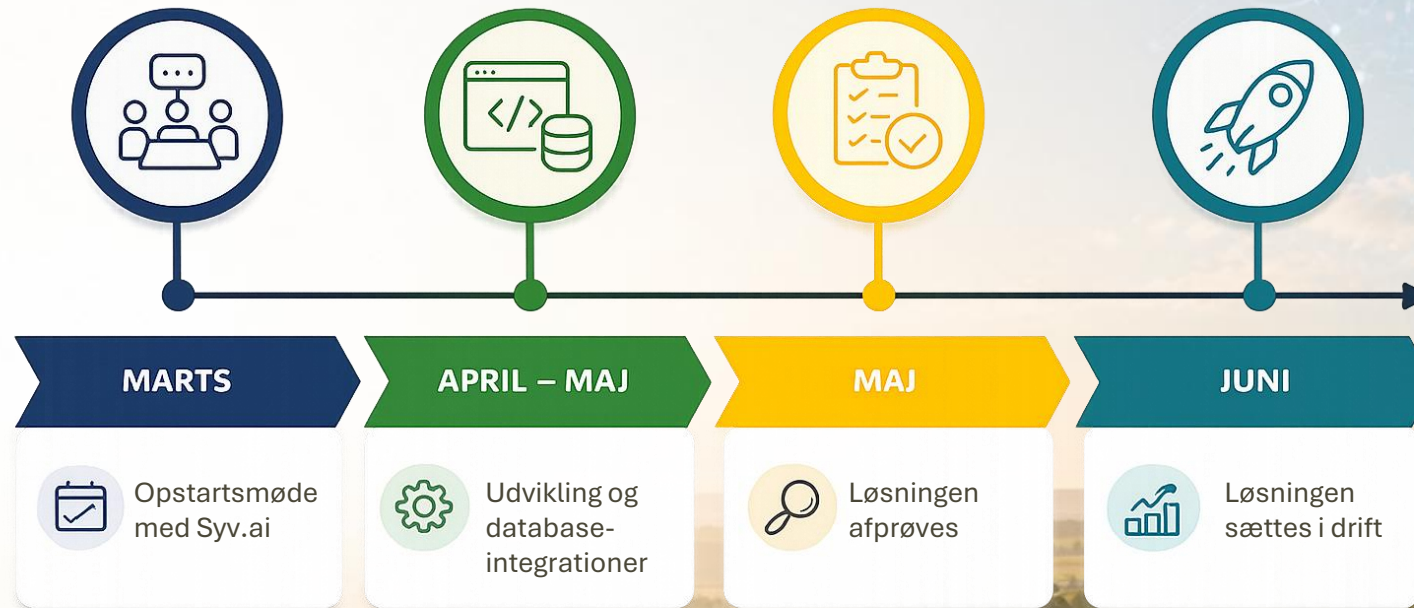 MARTS
APRIL – MAJ
MAJ
JUNI
Opstartsmøde
med Syv.ai
Udvikling og
database-
integrationer
Løsningen
afprøves
Løsningen
sættes i drift